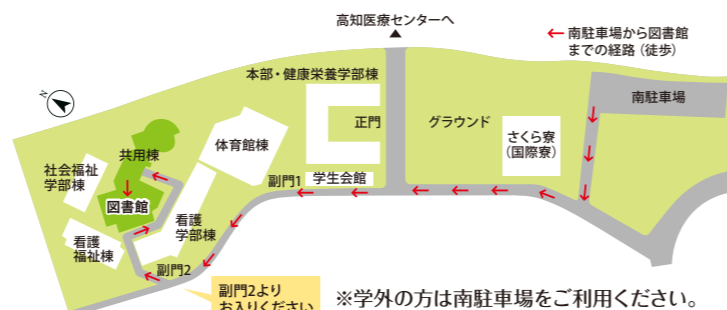 高知医療センターへ
▲
← 南駐車場から図書館
までの経路（徒歩）
N
本部・健康栄養学部棟
南駐車場
正門
グラウンド
さくら寮
（国際寮）
体育館棟
共用棟
社会福祉
学部棟
学生会館
副門1
図書館
看護
学部棟
看護
福祉棟
副門2
副門2より
お入りください
※学外の方は南駐車場をご利用ください。